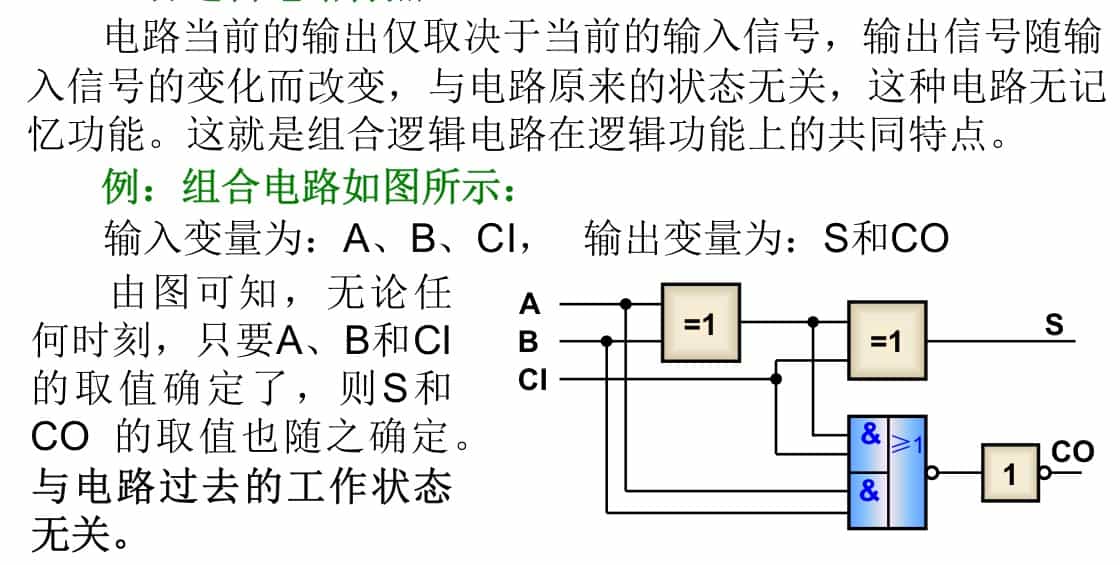 电路当前的输出仅取决于当前的输入信号，输出信号随输
入信号的变化而改变，与电路原来的状态无关，这种电路无记
忆功能。这就是组合逻辑电路在逻辑功能上的共同特点。
例：组合电路如图所示：
输入变量为：A、B、CI， 输出变量为：S和CO
由图可知，无论任
何时刻，只要A、B和CI
的取值确定了，则S和
CO 的取值也随之确定。
与电路过去的工作状态
无关。
A
B
CI
=1
=1
S
&
≥1
&
1
CO